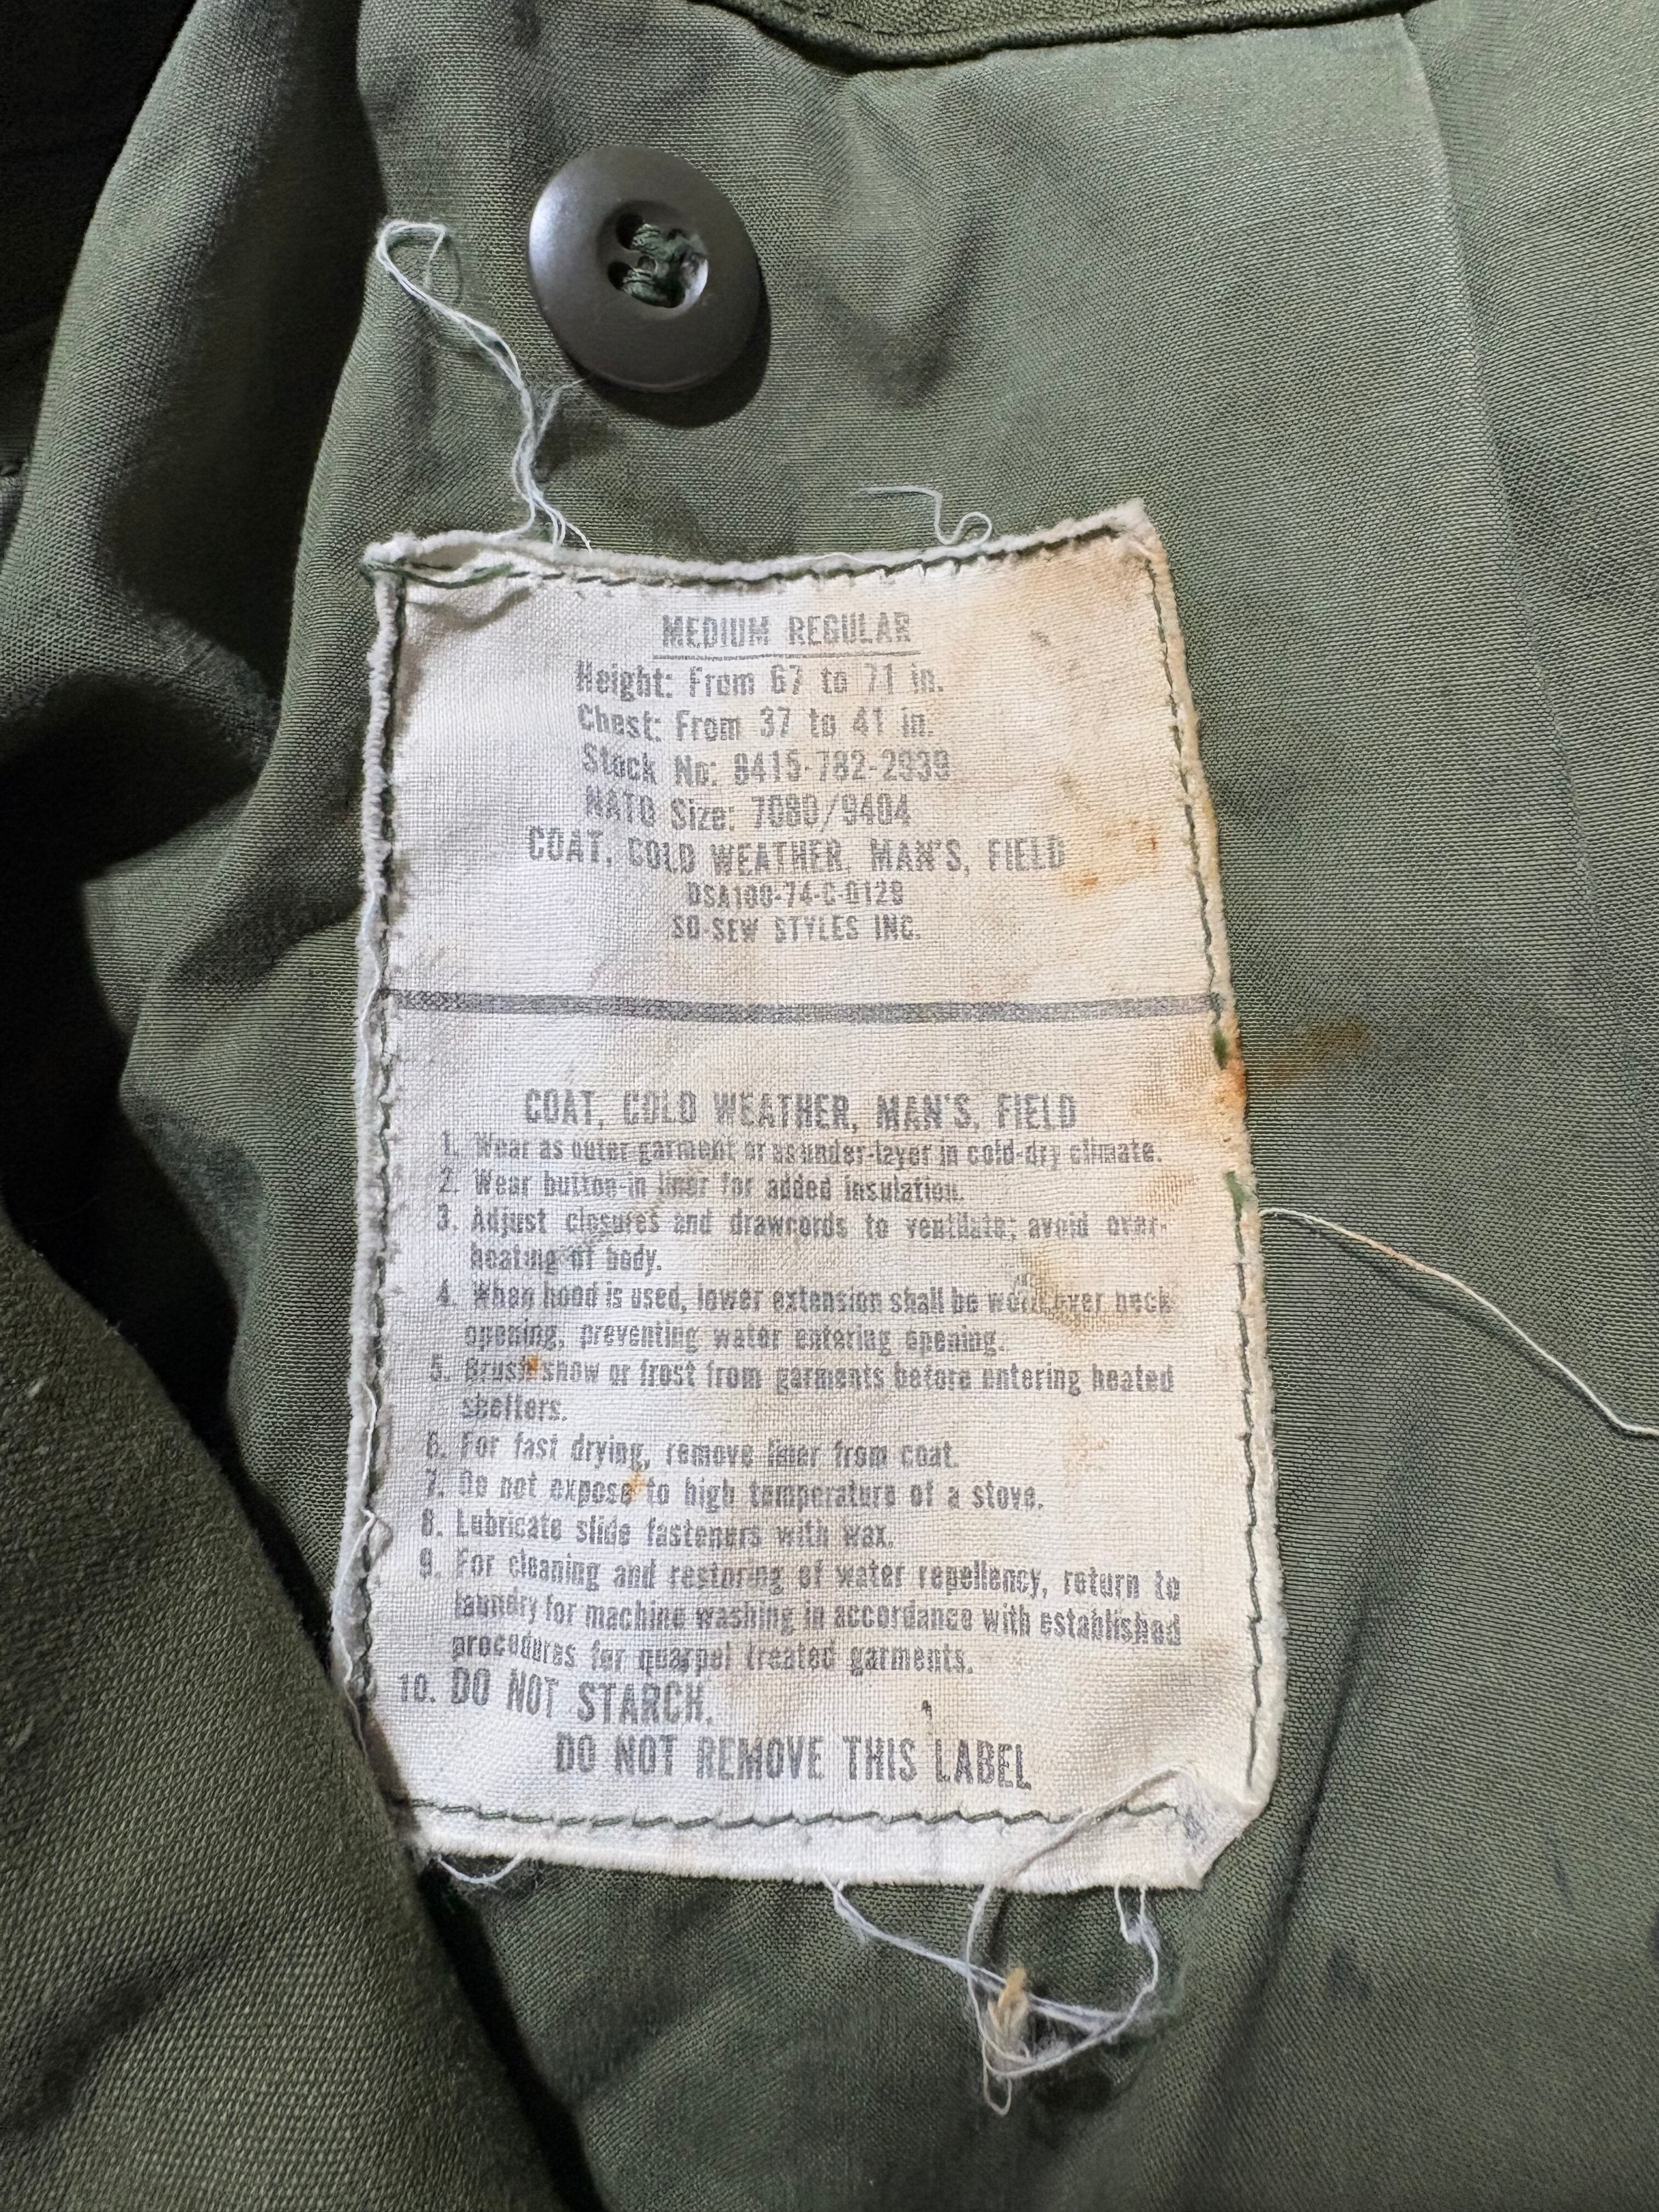 MEDIUM REGULAR
Height: From 67 to 71 in.
Chest: From 37 to 41 in.
Stock No: 8415-782-2939
NATO Size: 7080/9404
COAT, COLD WEATHER, MAN'S, FIELD
DSA100-74-C-0128
SO-SEW STYLES INC.
COAT, COLD WEATHER, MAN'S, FIELD
1. Wear as outer garment or as under-layer in cold-dry climate.
2. Wear button-in liner for added insulation.
3. Adjust closures and drawcords to ventilate; avoid over-
heating of body.
4. When hood is used, lower extension shall be worn over neck
opening, preventing water entering opening.
5. Brush snow or frost from garments before entering heated
shelters.
6. For fast drying, remove liner from coat.
7. Do not expose to high temperature of a stove.
8. Lubricate slide fasteners with wax.
9. For cleaning and restoring of water repellency, return to
laundry for machine washing in accordance with established
procedures for quarpel treated garments.
10. DO NOT STARCH.
DO NOT REMOVE THIS LABEL